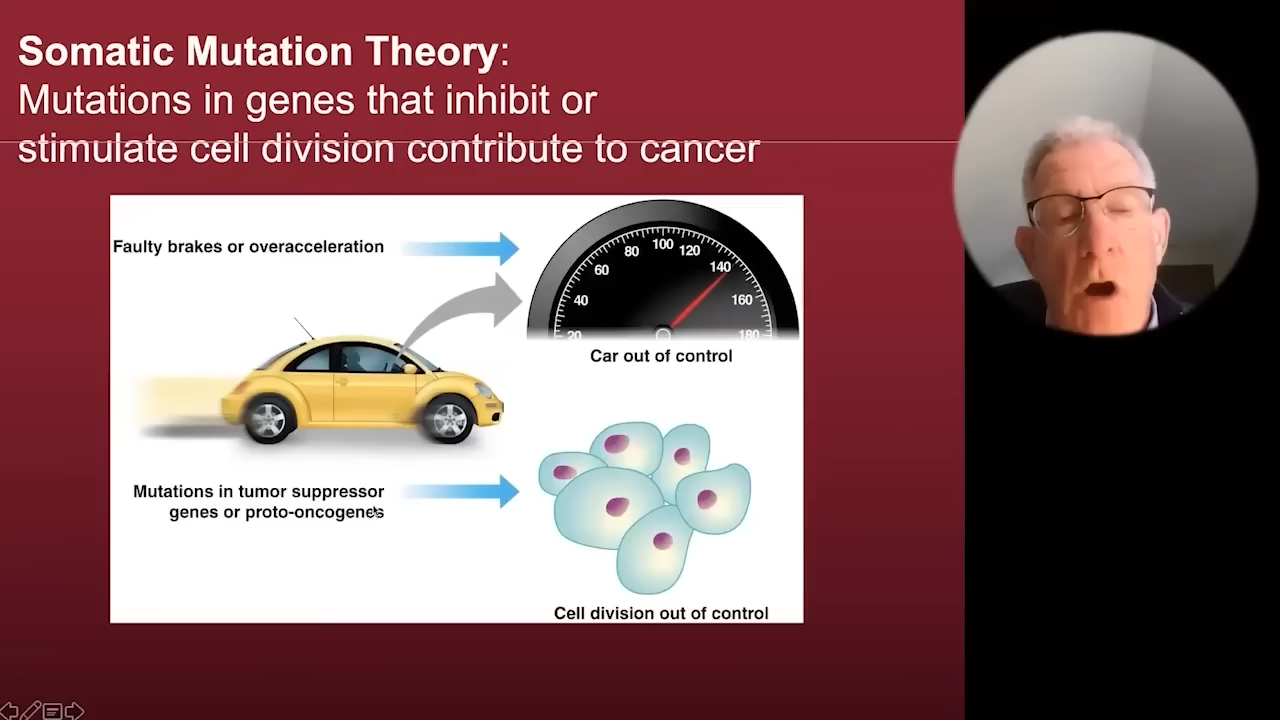 Somatic Mutation Theory:
Mutations in genes that inhibit or
stimulate cell division contribute to cancer
Faulty brakes or overacceleration
20
40
60
80
100
120
140
160
180
Car out of control
Mutations in tumor suppressor
genes or proto-oncogenes
Cell division out of control